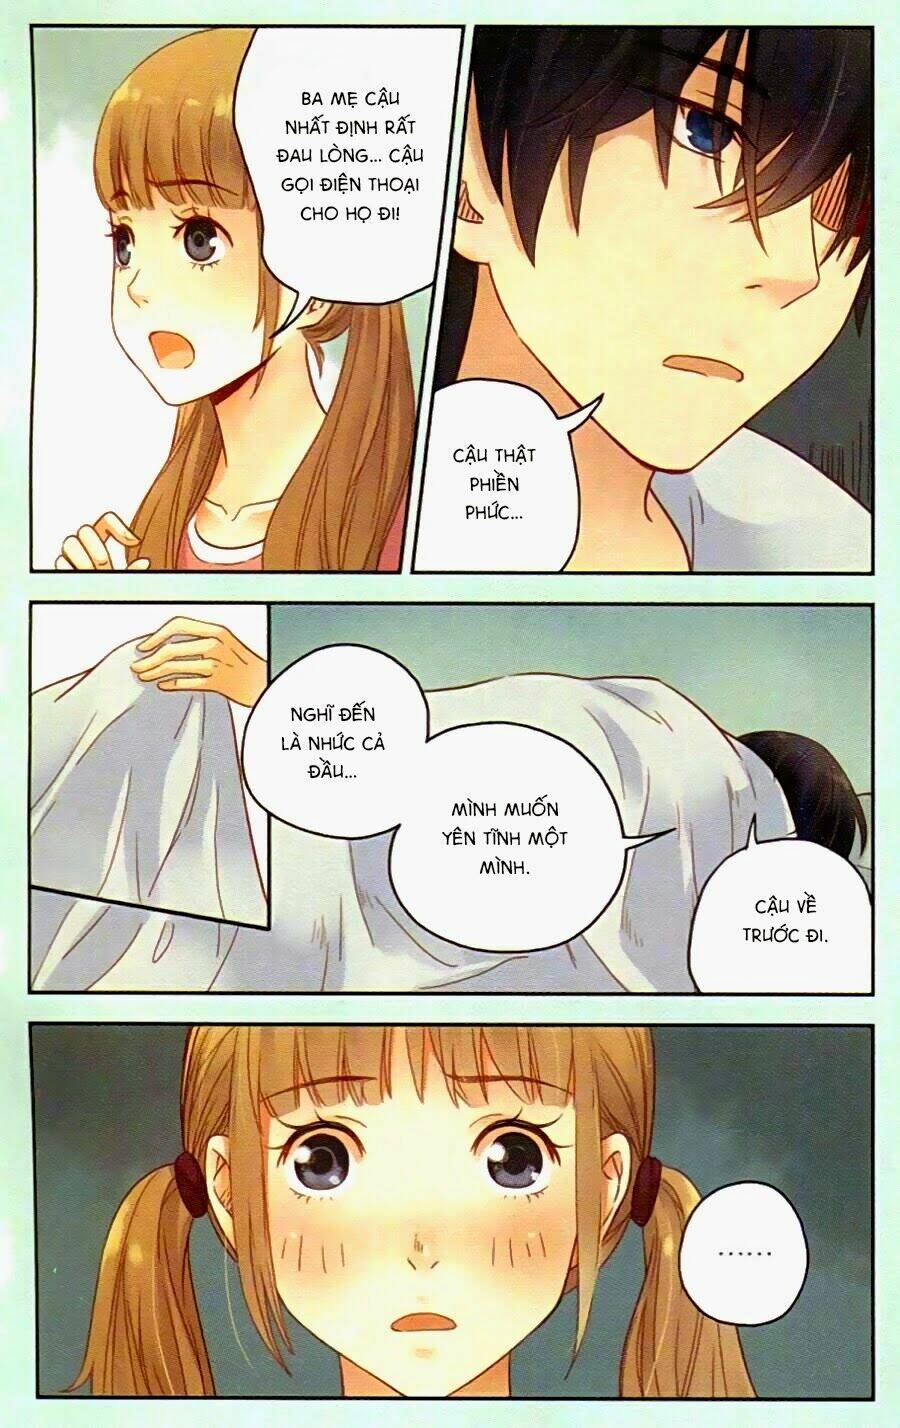 BA MẸ CẬU
NHẤT ĐỊNH RẤT
ĐAU LÒNG... CẬU
GỌI ĐIỆN THOẠI
CHO HỌ ĐI!
CẬU THẬT
PHIỀN
PHỨC...
NGHĨ ĐẾN
LÀ NHỨC CẢ
ĐẦU...
MÌNH MUỐN
YÊN TĨNH MỘT
MÌNH.
CẬU VỀ
TRƯỚC ĐI.
......